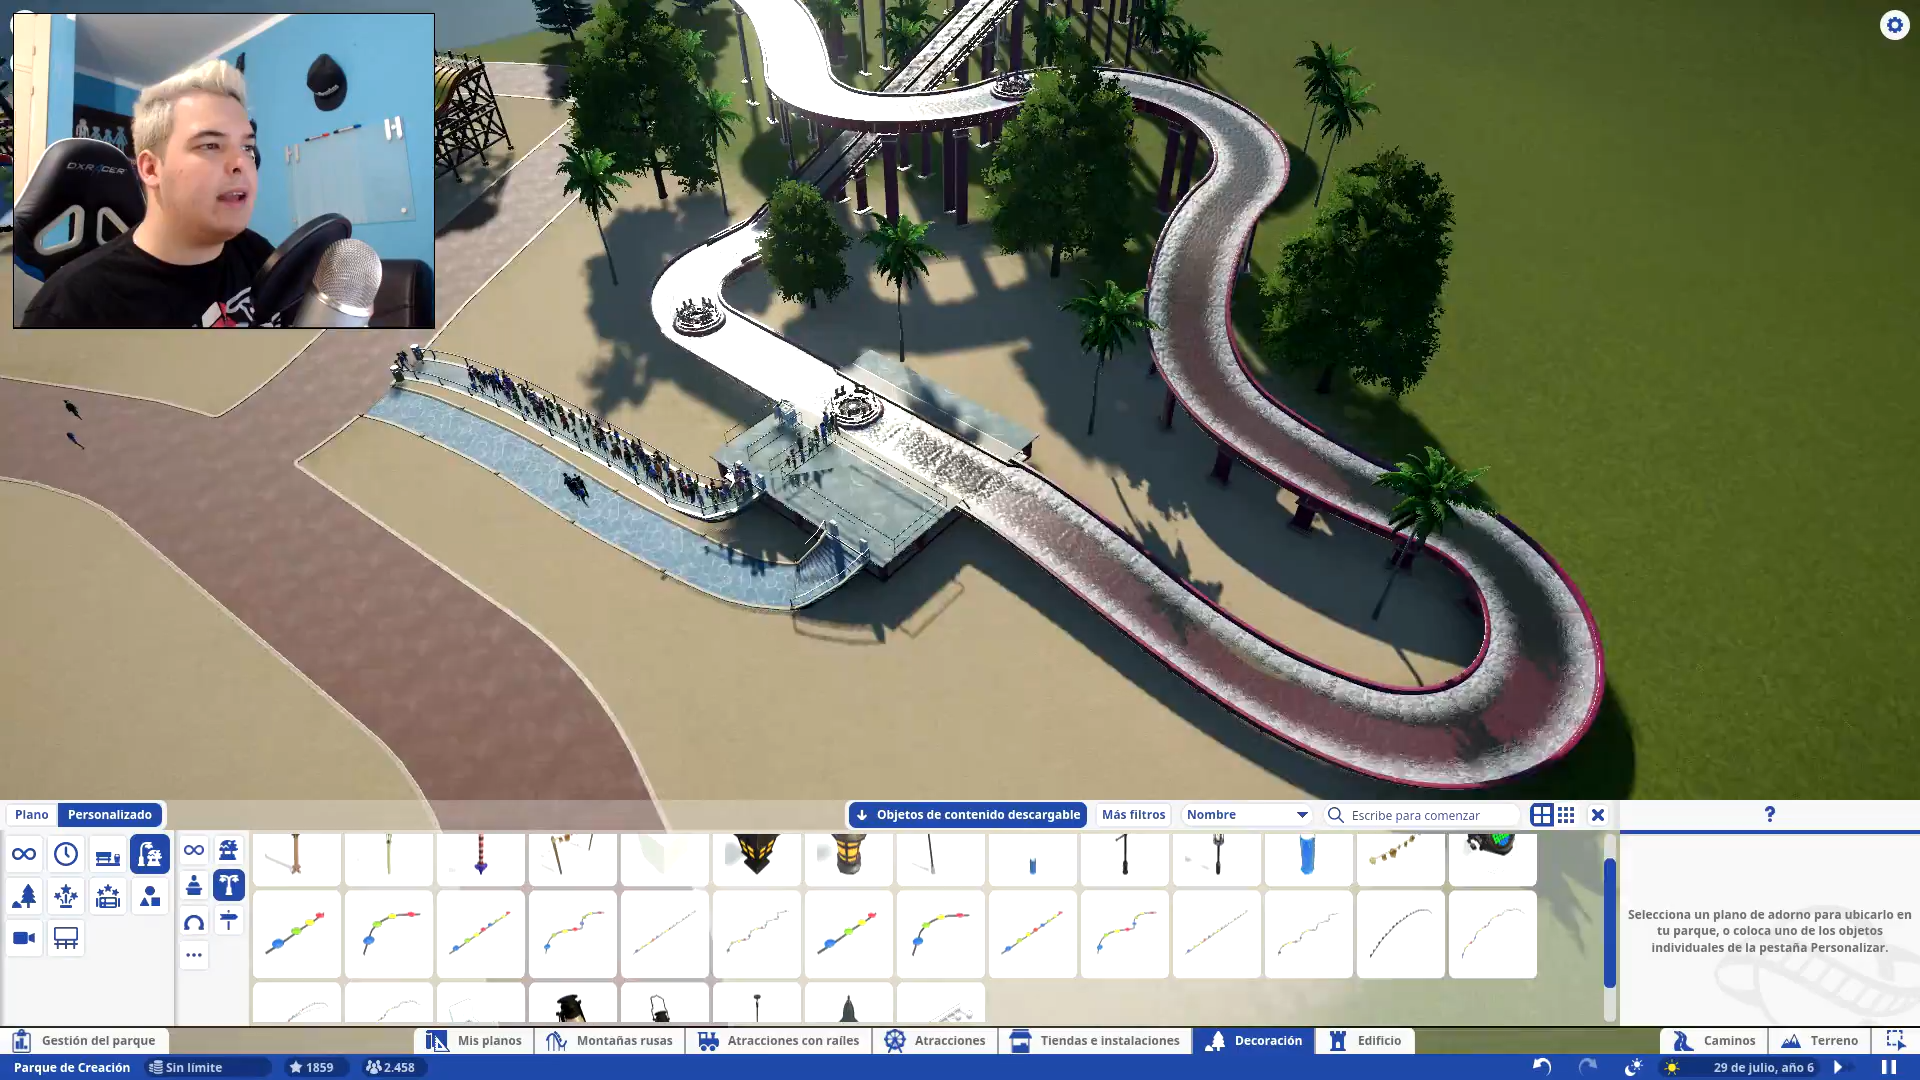 DXRACER
Plano
Personalizado
Objetos de contenido descargable
Más filtros
Nombre
Escribe para comenzar
?
Selecciona un plano de adorno para ubicarlo en
tu parque, o coloca uno de los objetos
individuales de la pestaña Personalizar.
Gestión del parque
Mis planos
Montañas rusas
Atracciones con raíles
Atracciones
Tiendas e instalaciones
Decoración
Edificio
Caminos
Terreno
Parque de Creación
Sin límite
1859
2.458
29 de julio, año 6